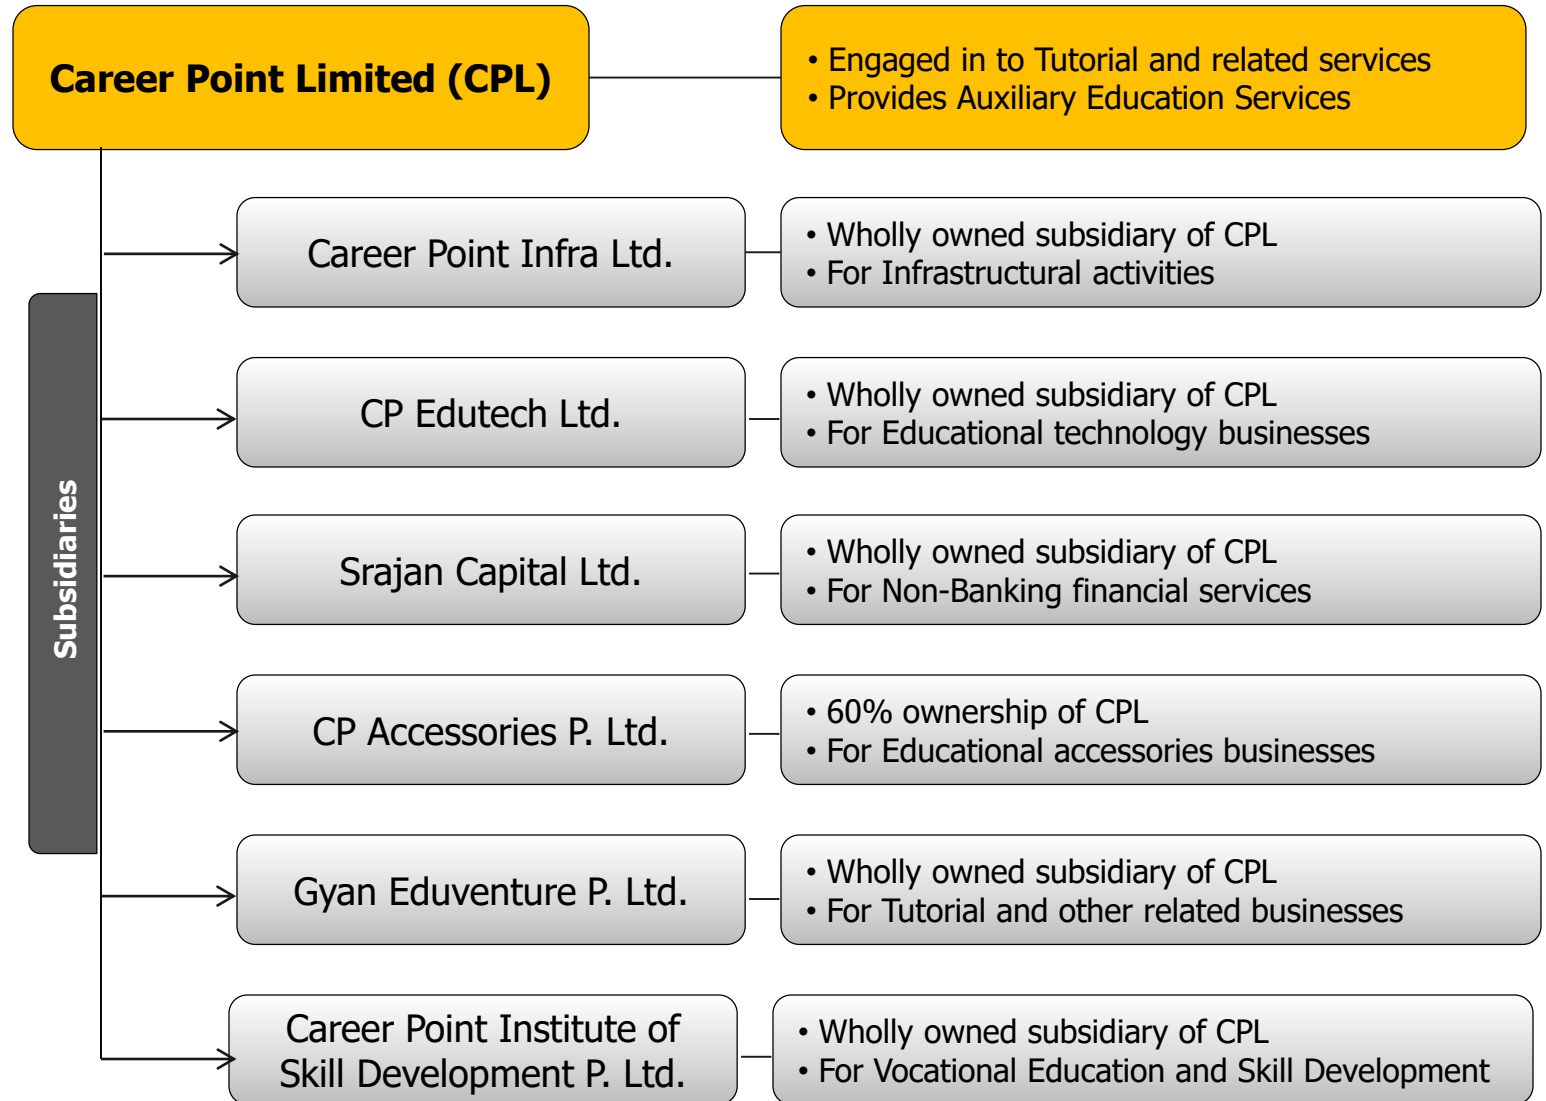 Career Point Limited (CPL)
• Engaged in to Tutorial and related services
• Provides Auxiliary Education Services
Subsidiaries
Career Point Infra Ltd.
• Wholly owned subsidiary of CPL
• For Infrastructural activities
CP Edutech Ltd.
• Wholly owned subsidiary of CPL
• For Educational technology businesses
Srajan Capital Ltd.
• Wholly owned subsidiary of CPL
• For Non-Banking financial services
CP Accessories P. Ltd.
• 60% ownership of CPL
• For Educational accessories businesses
Gyan Eduventure P. Ltd.
• Wholly owned subsidiary of CPL
• For Tutorial and other related businesses
Career Point Institute of
Skill Development P. Ltd.
• Wholly owned subsidiary of CPL
• For Vocational Education and Skill Development